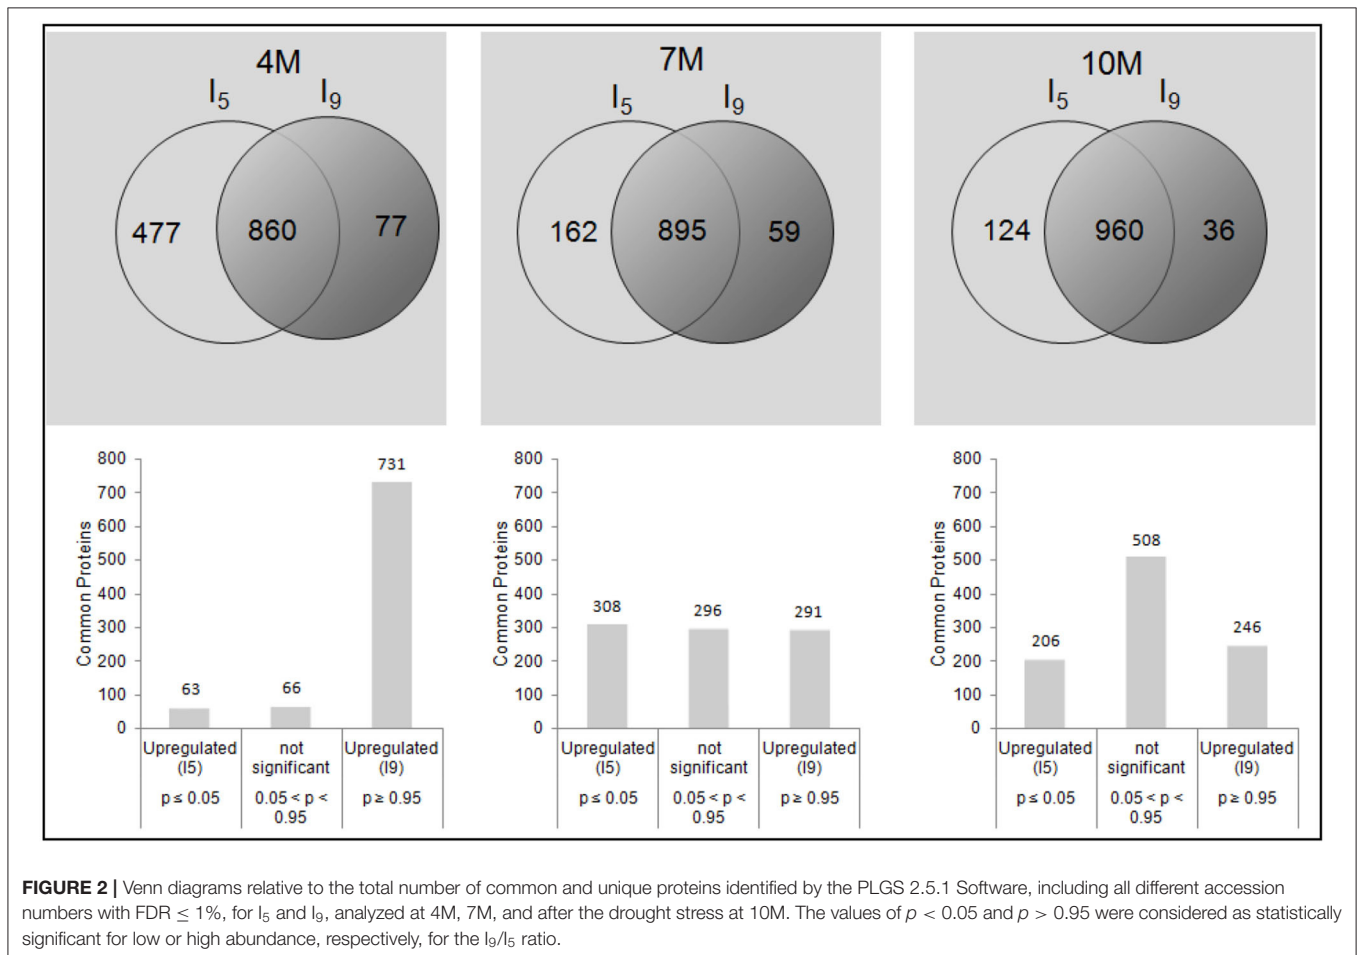 4M
I5 I9
477 860 77
7M
I5 I9
162 895 59
10M
I5 I9
124 960 36
Common Proteins
800
700
600
500
400
300
200
100
0
63
66
731
Upregulated (I5)
p ≤ 0.05
not significant
0.05 < p < 0.95
Upregulated (I9)
p ≥ 0.95
Common Proteins
800
700
600
500
400
300
200
100
0
308
296
291
Upregulated (I5)
p ≤ 0.05
not significant
0.05 < p < 0.95
Upregulated (I9)
p ≥ 0.95
Common Proteins
800
700
600
500
400
300
200
100
0
206
508
246
Upregulated (I5)
p ≤ 0.05
not significant
0.05 < p < 0.95
Upregulated (I9)
p ≥ 0.95
FIGURE 2 | Venn diagrams relative to the total number of common and unique proteins identified by the PLGS 2.5.1 Software, including all different accession
numbers with FDR ≤ 1%, for I5 and I9, analyzed at 4M, 7M, and after the drought stress at 10M. The values of p < 0.05 and p > 0.95 were considered as statistically
significant for low or high abundance, respectively, for the I9/I5 ratio.